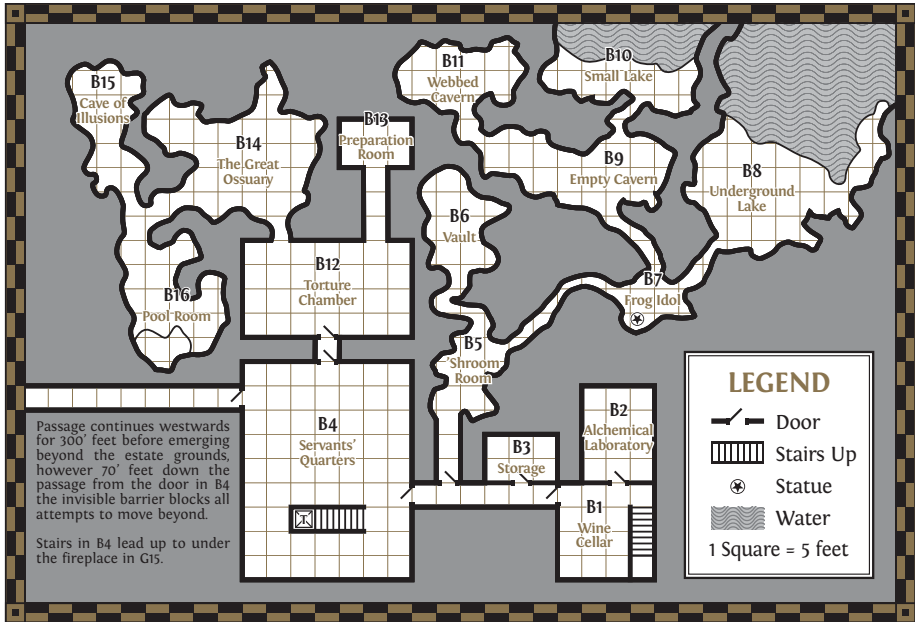 B15
Cave of
Illusions
B14
The Great
Ossuary
B13
Preparation
Room
B11
Webbed
Cavern
B10
Small Lake
B9
Empty Cavern
B8
Underground
Lake
B6
Vault
B7
Frog Idol
B12
Torture
Chamber
B16
Pool Room
B5
'Shroom
Room
B4
Servants'
Quarters
B3
Storage
B2
Alchemical
Laboratory
B1
Wine
Cellar
T
Passage continues westwards
for 300' feet before emerging
beyond the estate grounds,
however 70' feet down the
passage from the door in B4
the invisible barrier blocks all
attempts to move beyond.
Stairs in B4 lead up to under
the fireplace in G15.
LEGEND
Door
Stairs Up
Statue
Water
1 Square = 5 feet